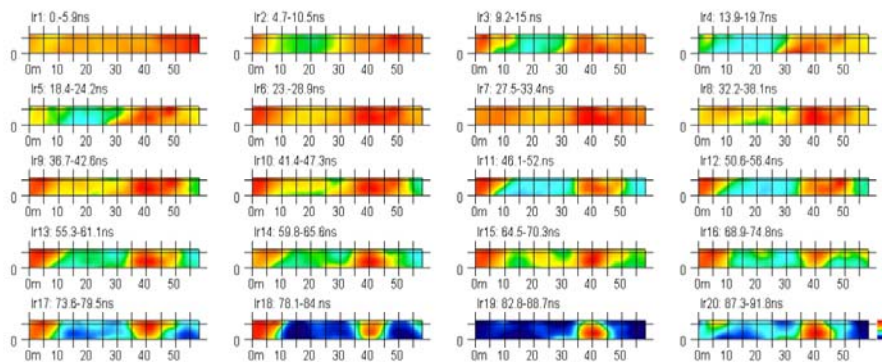 lr1: 0.-5.9ns lr2: 4.7-10.5ns lr3: 9.2-15ns lr4: 13.9-19.7ns
0 0 0 0
0m 10 20 30 40 50 0m 10 20 30 40 50 0m 10 20 30 40 50 0m 10 20 30 40 50
lr5: 18.4-24.2ns lr6: 23.-28.9ns lr7: 27.5-33.4ns lr8: 32.2-38.1ns
0 0 0 0
0m 10 20 30 40 50 0m 10 20 30 40 50 0m 10 20 30 40 50 0m 10 20 30 40 50
lr9: 36.7-42.6ns lr10: 41.4-47.3ns lr11: 46.1-52.ns lr12: 50.6-56.4ns
0 0 0 0
0m 10 20 30 40 50 0m 10 20 30 40 50 0m 10 20 30 40 50 0m 10 20 30 40 50
lr13: 55.3-61.1ns lr14: 59.8-65.6ns lr15: 64.5-70.3ns lr16: 68.9-74.8ns
0 0 0 0
0m 10 20 30 40 50 0m 10 20 30 40 50 0m 10 20 30 40 50 0m 10 20 30 40 50
lr17: 73.6-79.5ns lr18: 78.1-84.ns lr19: 82.8-88.7ns lr20: 87.3-91.8ns
0 0 0 0
0m 10 20 30 40 50 0m 10 20 30 40 50 0m 10 20 30 40 50 0m 10 20 30 40 50